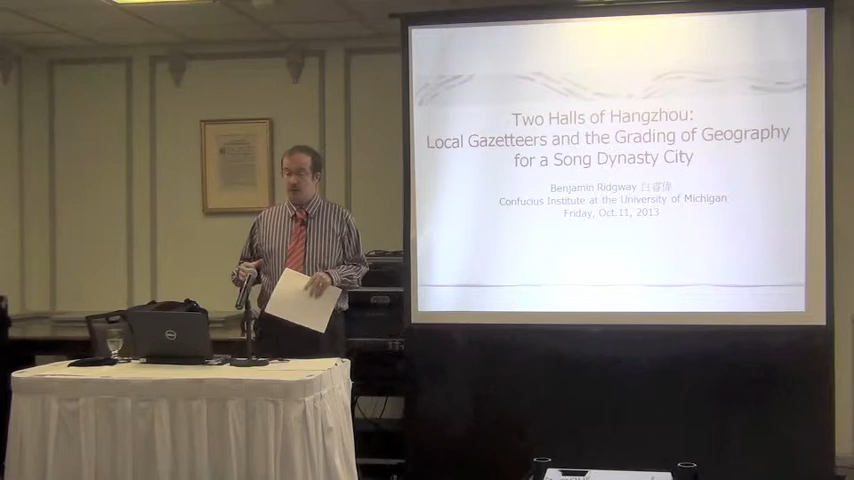 Two Halls of Hangzhou:
Local Gazetteers and the Grading of Geography
for a Song Dynasty City
Benjamin Ridgway 白睿偉
Confucius Institute at the University of Michigan
Friday, Oct.11, 2013
DELL